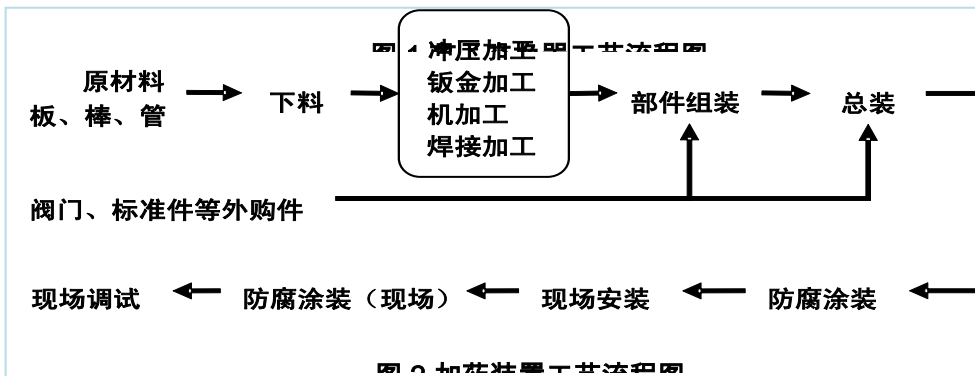 原材料
板、棒、管
下料
冲压加工
钣金加工
机加工
焊接加工
部件组装
总装
阀门、标准件等外购件
现场调试
防腐涂装（现场）
现场安装
防腐涂装
图 2 加药装置工艺流程图